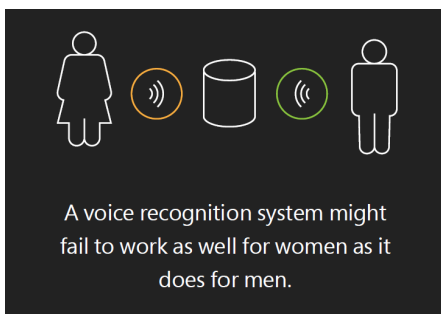 A voice recognition system might
fail to work as well for women as it
does for men.